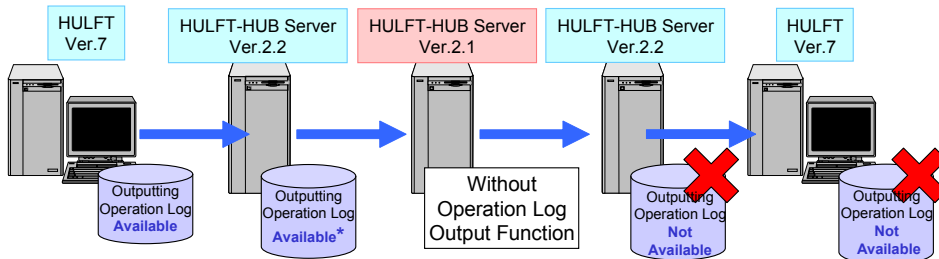 HULFT
Ver.7
HULFT-HUB Server
Ver.2.2
HULFT-HUB Server
Ver.2.1
HULFT-HUB Server
Ver.2.2
HULFT
Ver.7
Outputting
Operation Log
Available
Outputting
Operation Log
Available*
Without
Operation Log
Output Function
Outputting
Operation Log
Not
Available
Outputting
Operation Log
Not
Available